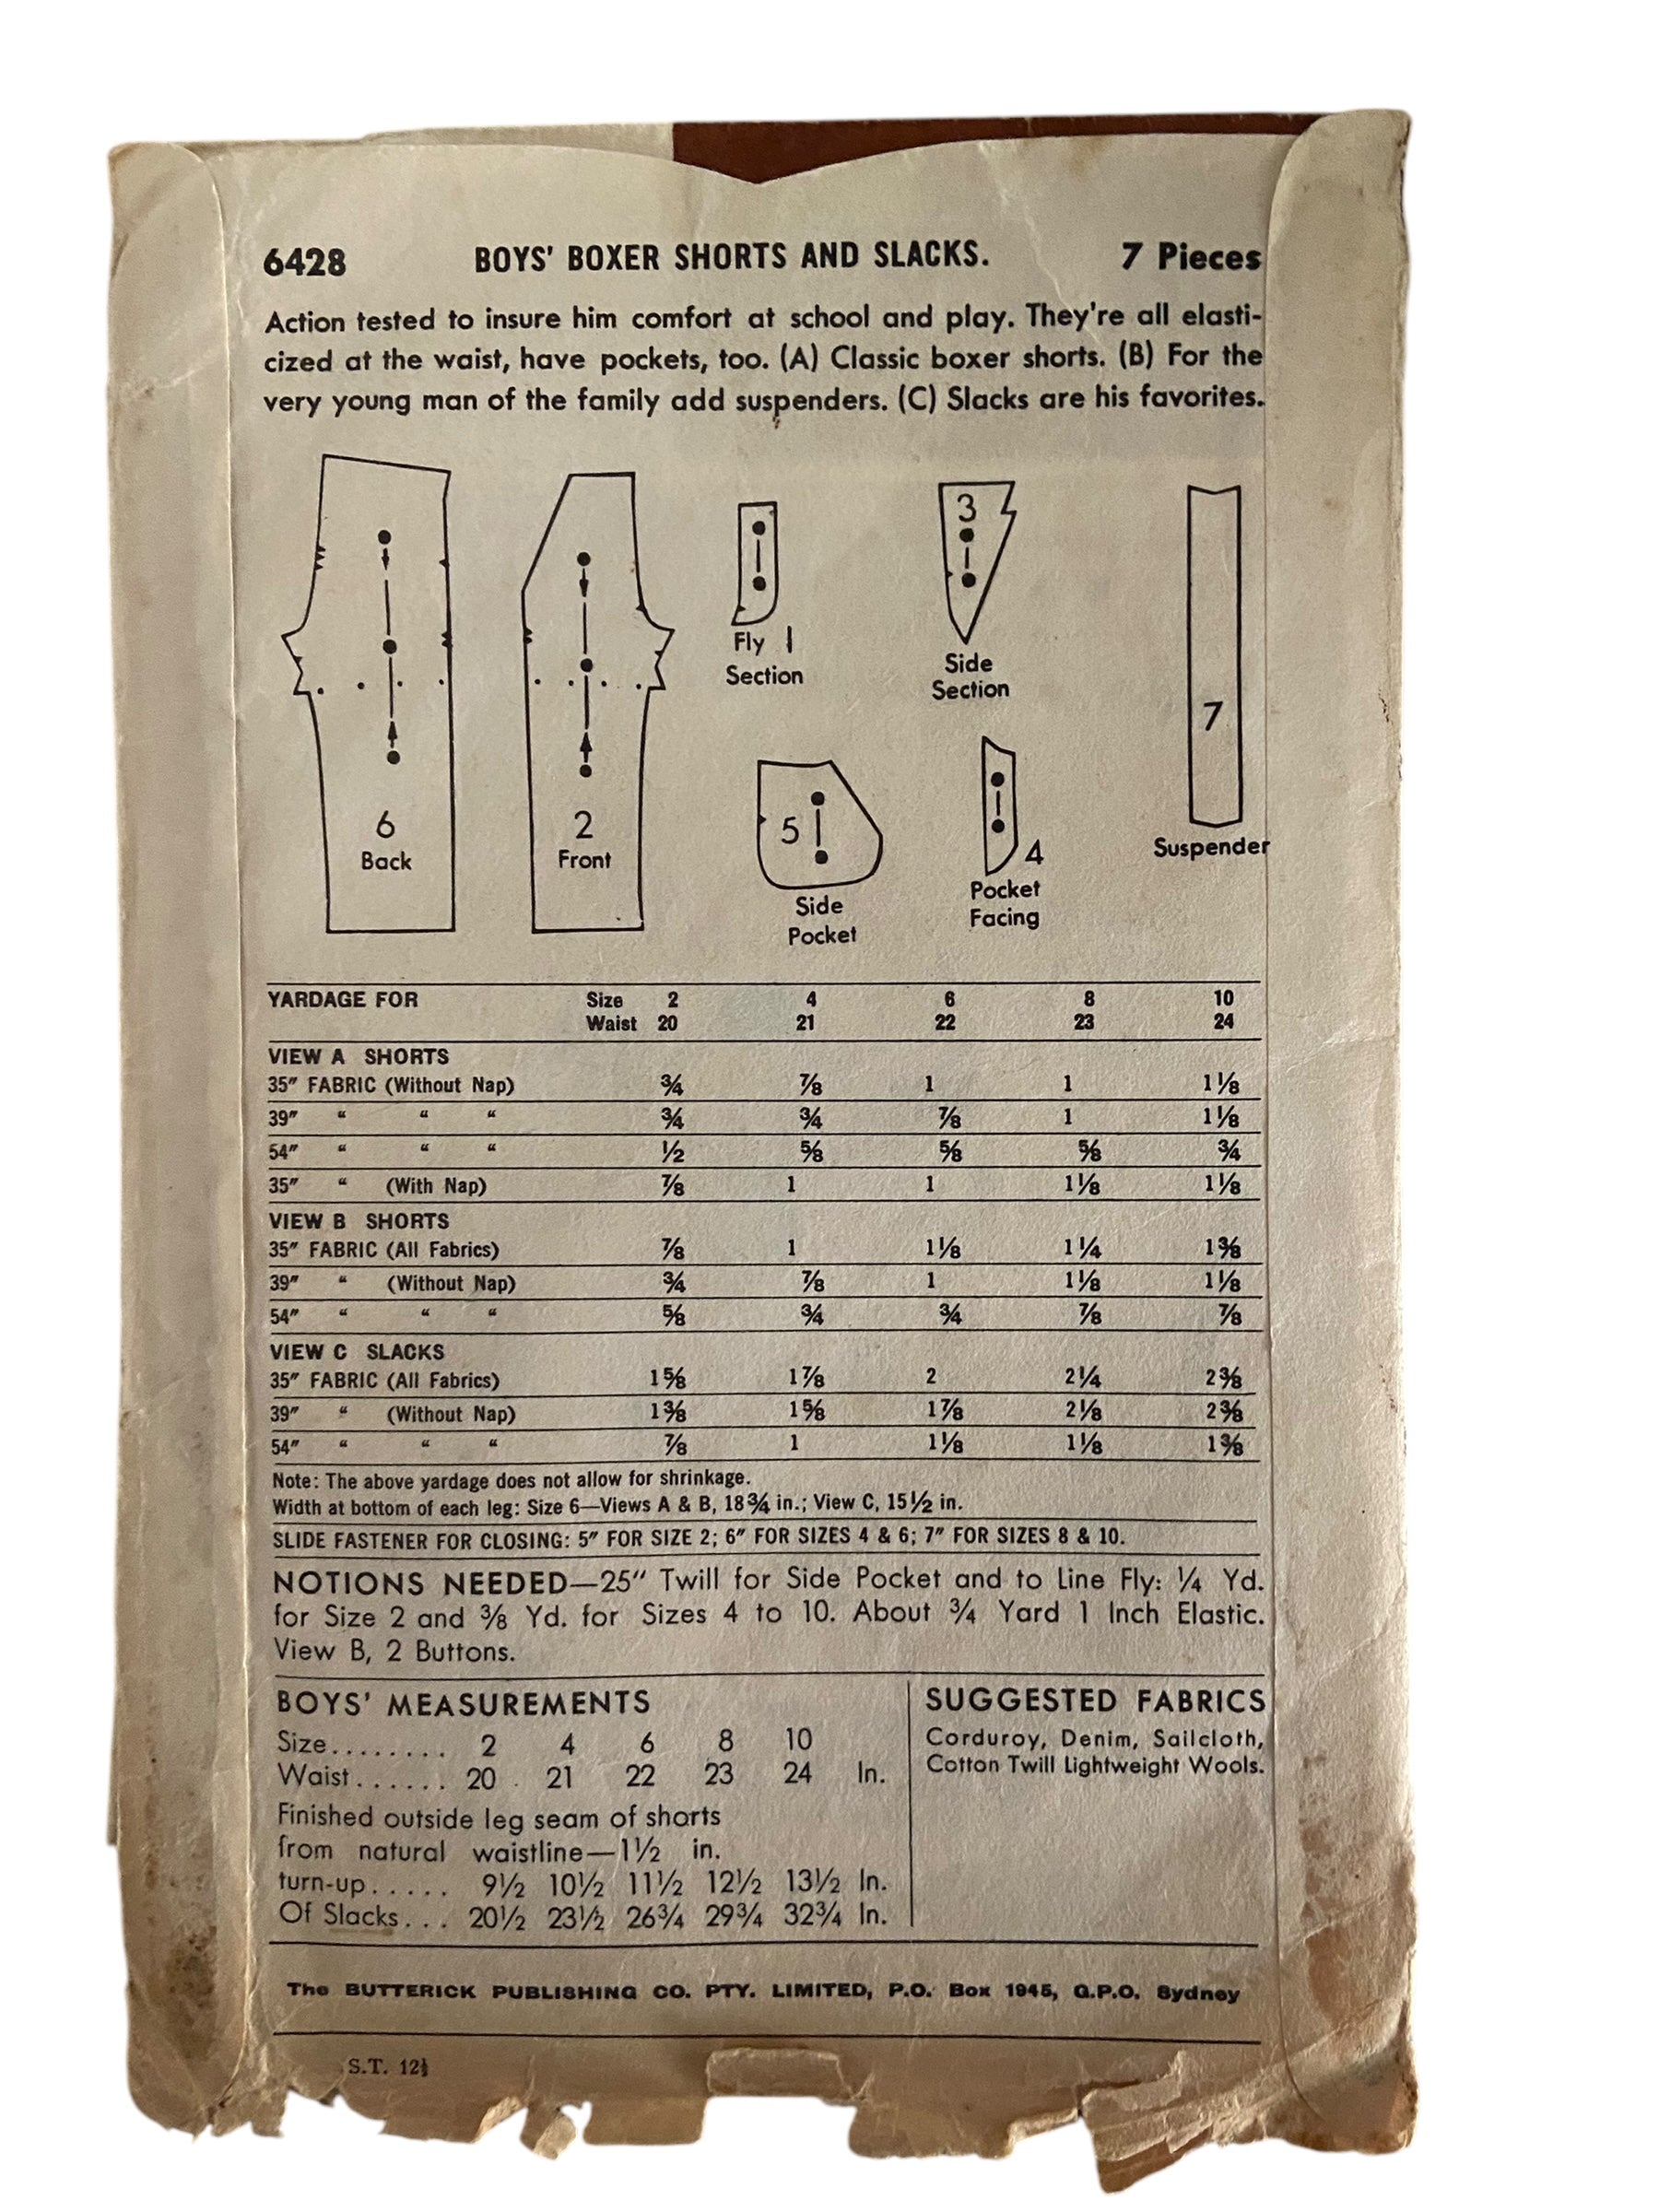 6428 BOYS' BOXER SHORTS AND SLACKS. 7 Pieces
Action tested to insure him comfort at school and play. They're all elasti-
cized at the waist, have pockets, too. (A) Classic boxer shorts. (B) For the
very young man of the family add suspenders. (C) Slacks are his favorites.
6
Back
2
Front
Fly 1
Section
3
Side
Section
5
Side
Pocket
4
Pocket
Facing
7
Suspender
YARDAGE FOR Size 2 4 6 8 10
Waist 20 21 22 23 24
VIEW A SHORTS
35" FABRIC (Without Nap) ¾ ⅞ 1 1 1⅛
39" " " " ¾ ¾ ⅞ 1 1⅛
54" " " " ½ ⅝ ⅝ ⅝ ¾
35" " (With Nap) ⅞ 1 1 1⅛ 1⅛
VIEW B SHORTS
35" FABRIC (All Fabrics) ⅞ 1 1⅛ 1¼ 1⅜
39" " (Without Nap) ¾ ⅞ 1 1⅛ 1⅛
54" " " " ⅝ ¾ ¾ ⅞ ⅞
VIEW C SLACKS
35" FABRIC (All Fabrics) 1⅝ 1⅞ 2 2¼ 2⅜
39" " (Without Nap) 1⅜ 1⅝ 1⅞ 2⅛ 2⅜
54" " " " ⅞ 1 1⅛ 1⅛ 1⅜
Note: The above yardage does not allow for shrinkage.
Width at bottom of each leg: Size 6—Views A & B, 18¾ in.; View C, 15½ in.
SLIDE FASTENER FOR CLOSING: 5" FOR SIZE 2; 6" FOR SIZES 4 & 6; 7" FOR SIZES 8 & 10.
NOTIONS NEEDED—25" Twill for Side Pocket and to Line Fly: ¼ Yd.
for Size 2 and ⅜ Yd. for Sizes 4 to 10. About ¾ Yard 1 Inch Elastic.
View B, 2 Buttons.
BOYS' MEASUREMENTS
Size........ 2 4 6 8 10
Waist...... 20 21 22 23 24 In.
Finished outside leg seam of shorts
from natural waistline—1½ in.
turn-up..... 9½ 10½ 11½ 12½ 13½ In.
Of Slacks... 20½ 23½ 26¾ 29¾ 32¾ In.
SUGGESTED FABRICS
Corduroy, Denim, Sailcloth,
Cotton Twill Lightweight Wools.
The BUTTERICK PUBLISHING CO. PTY. LIMITED, P.O. Box 1945, G.P.O. Sydney
S.T. 12½